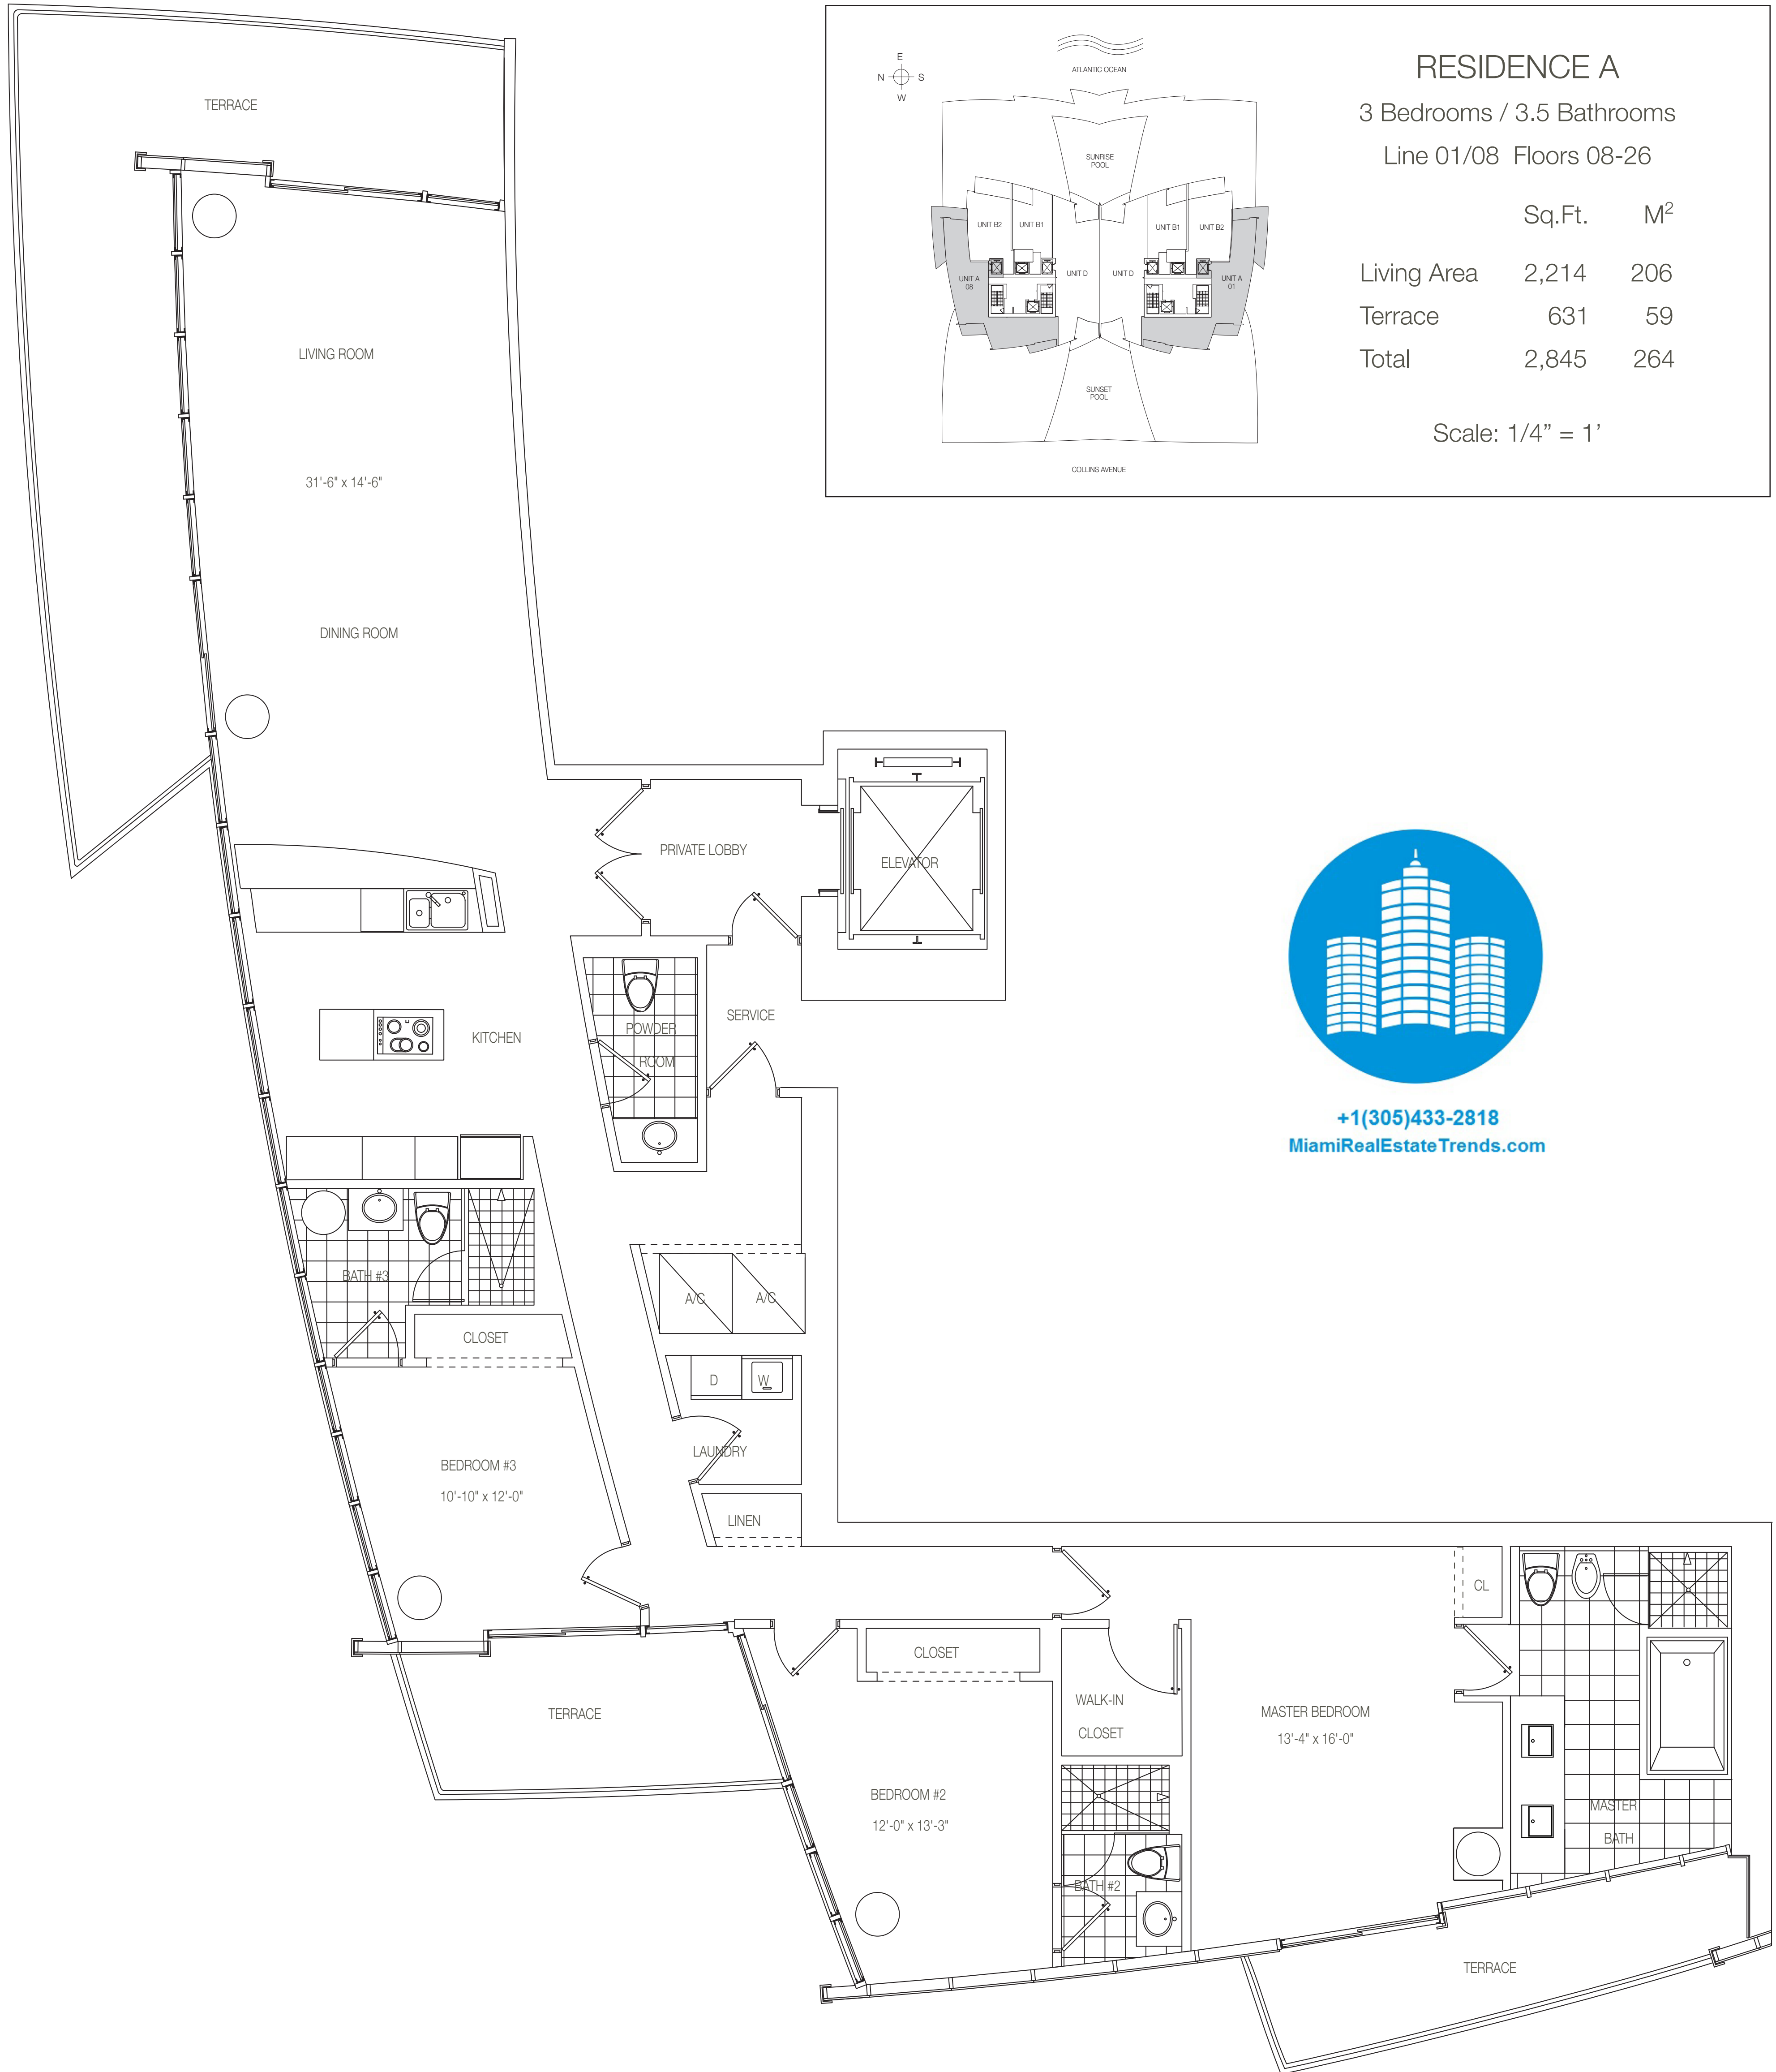 RESIDENCE A
3 Bedrooms / 3.5 Bathrooms
Line 01/08 Floors 08-26
Sq.Ft. M²
Living Area 2,214 206
Terrace 631 59
Total 2,845 264
Scale: 1/4” = 1’
E
N S
W
ATLANTIC OCEAN
SUNRISE
POOL
UNIT B2
UNIT B1
UNIT B1
UNIT B2
UNIT A
08
UNIT D
UNIT D
UNIT A
01
SUNSET
POOL
COLLINS AVENUE
TERRACE
LIVING ROOM
31'-6" x 14'-6"
DINING ROOM
PRIVATE LOBBY
ELEVATOR
SERVICE
POWDER
ROOM
KITCHEN
+1(305)433-2818
MiamiRealEstateTrends.com
BATH #3
CLOSET
A/C
A/C
D
W
LAUNDRY
LINEN
BEDROOM #3
10'-10" x 12'-0"
TERRACE
CLOSET
WALK-IN
CLOSET
BEDROOM #2
12'-0" x 13'-3"
BATH #2
MASTER BEDROOM
13'-4" x 16'-0"
CL
MASTER
BATH
TERRACE